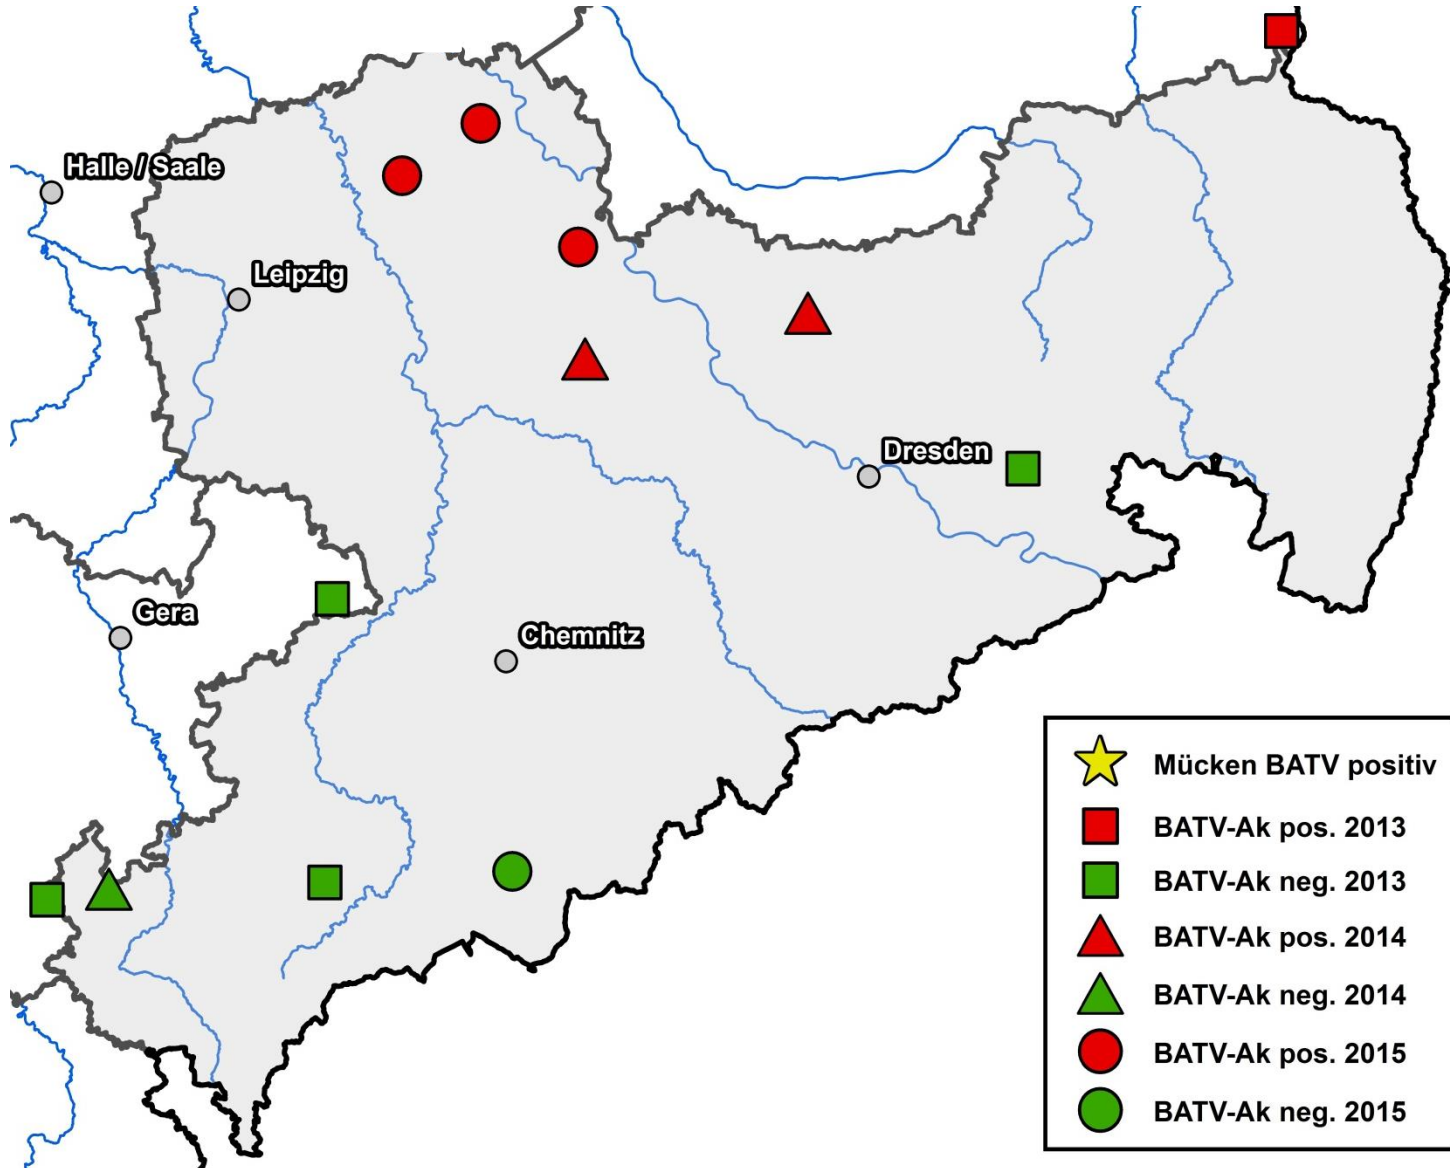 Halle / Saale
Leipzig
Dresden
Gera
Chemnitz
Mücken BATV positiv
BATV-Ak pos. 2013
BATV-Ak neg. 2013
BATV-Ak pos. 2014
BATV-Ak neg. 2014
BATV-Ak pos. 2015
BATV-Ak neg. 2015